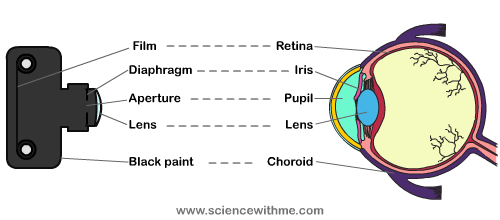 Film Retina
Diaphragm Iris
Aperture Pupil
Lens Lens
Black paint Choroid
www.sciencewithme.com